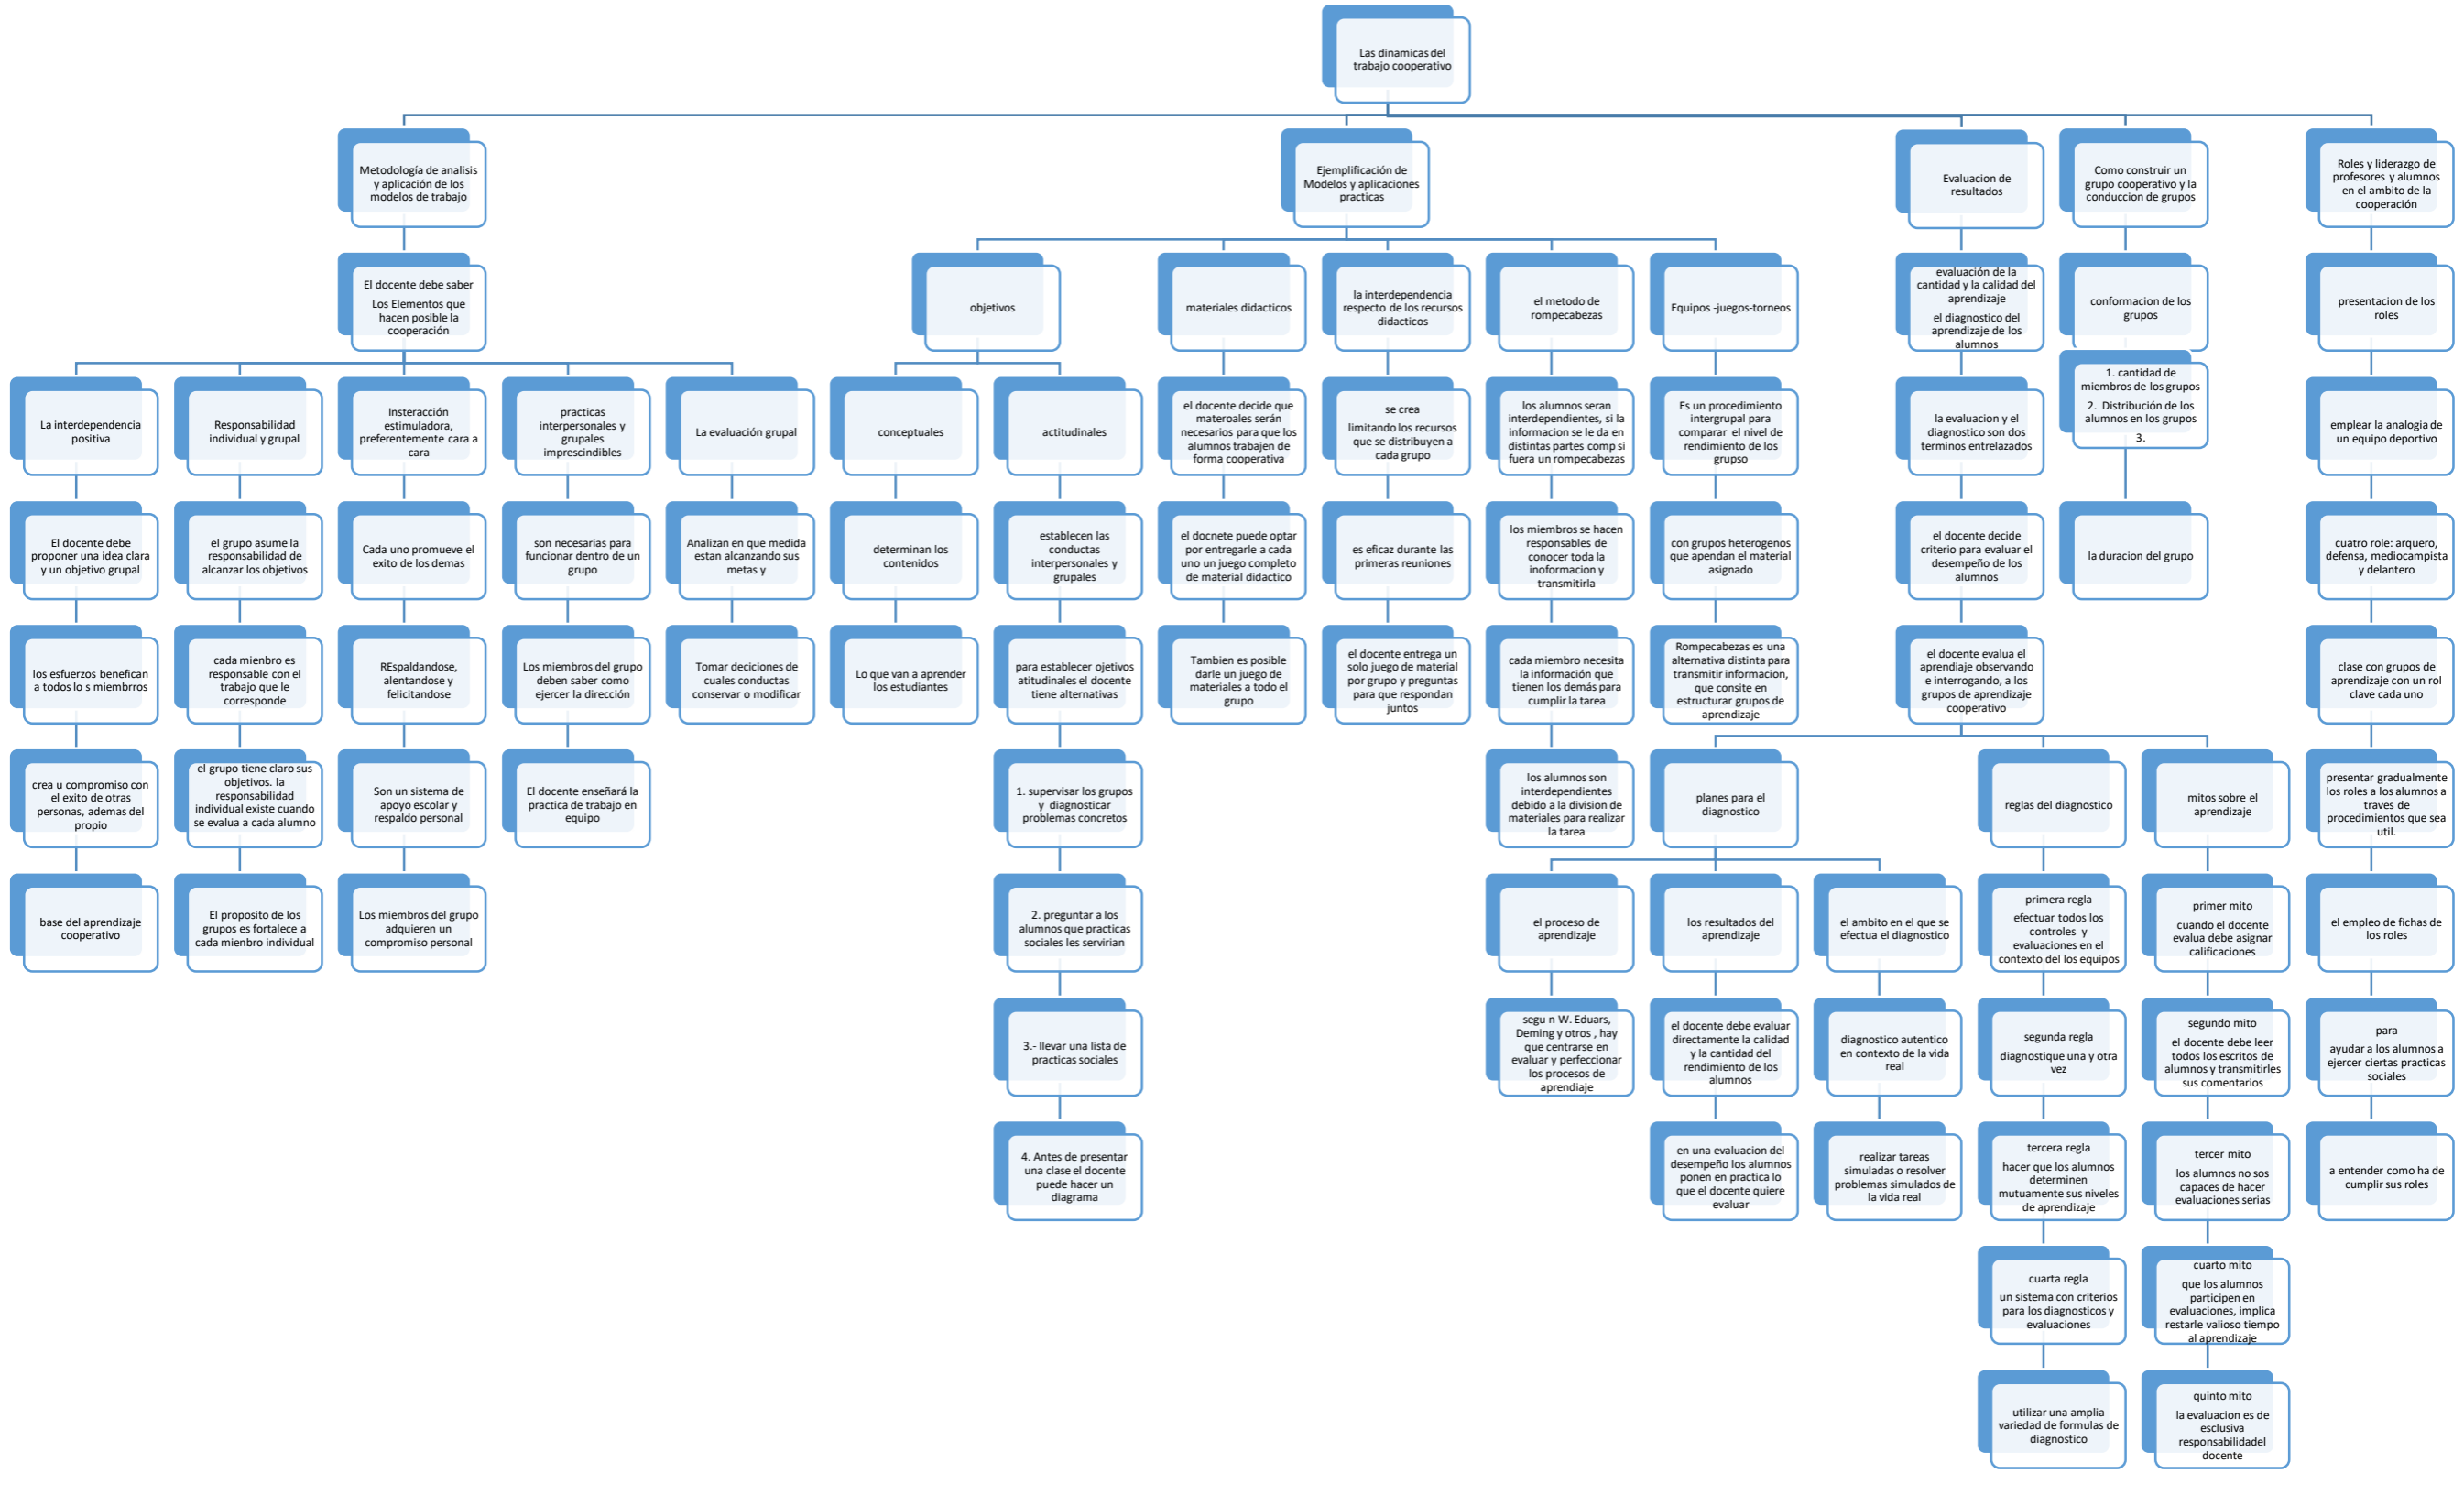 Las dinamicas del
trabajo cooperativo
Metodología de analisis
y aplicación de los
modelos de trabajo
Ejemplificación de
Modelos y aplicaciones
practicas
Evaluacion de
resultados
Como construir un
grupo cooperativo y la
conduccion de grupos
Roles y liderazgo de
profesores y alumnos
en el ambito de la
cooperación
El docente debe saber
Los Elementos que
hacen posible la
cooperación
objetivos
materiales didacticos
la interdependencia
respecto de los recursos
didacticos
el metodo de
rompecabezas
Equipos -juegos-torneos
evaluación de la
cantidad y la calidad del
aprendizaje
el diagnostico del
aprendizaje de los
alumnos
conformacion de los
grupos
presentacion de los
roles
La interdependencia
positiva
Responsabilidad
individual y grupal
Insteracción
estimuladora,
preferentemente cara a
cara
practicas
interpersonales y
grupales
imprescindibles
La evaluación grupal
conceptuales
actitudinales
el docente decide que
materoales serán
necesarios para que los
alumnos trabajen de
forma cooperativa
se crea
limitando los recursos
que se distribuyen a
cada grupo
los alumnos seran
interdependientes, si la
informacion se le da en
distintas partes comp si
fuera un rompecabezas
Es un procedimiento
intergrupal para
comparar el nivel de
rendimiento de los
grupso
la evaluacion y el
diagnostico son dos
terminos entrelazados
1. cantidad de
miembros de los grupos
2. Distribución de los
alumnos en los grupos
3.
emplear la analogia de
un equipo deportivo
El docente debe
proponer una idea clara
y un objetivo grupal
el grupo asume la
responsabilidad de
alcanzar los objetivos
Cada uno promueve el
exito de los demas
son necesarias para
funcionar dentro de un
grupo
Analizan en que medida
estan alcanzando sus
metas y
determinan los
contenidos
establecen las
conductas
interpersonales y
grupales
el docnete puede optar
por entregarle a cada
uno un juego completo
de material didactico
es eficaz durante las
primeras reuniones
los miembros se hacen
responsables de
conocer toda la
inoformacion y
transmitirla
con grupos heterogenos
que apendan el material
asignado
el docente decide
criterio para evaluar el
desempeño de los
alumnos
la duracion del grupo
cuatro role: arquero,
defensa, mediocampista
y delantero
los esfuerzos benefican
a todos lo s miembrros
cada mienbro es
responsable con el
trabajo que le
corresponde
REspaldandose,
alentandose y
felicitandose
Los miembros del grupo
deben saber como
ejercer la dirección
Tomar deciciones de
cuales conductas
conservar o modificar
Lo que van a aprender
los estudiantes
para establecer ojetivos
atitudinales el docente
tiene alternativas
Tambien es posible
darle un juego de
materiales a todo el
grupo
el docente entrega un
solo juego de material
por grupo y preguntas
para que respondan
juntos
cada miembro necesita
la información que
tienen los demás para
cumplir la tarea
Rompecabezas es una
alternativa distinta para
transmitir informacion,
que consite en
estructurar grupos de
aprendizaje
el docente evalua el
aprendiaje observando
e interrogando, a los
grupos de aprendizaje
cooperativo
clase con grupos de
aprendizaje con un rol
clave cada uno
crea u compromiso con
el exito de otras
personas, ademas del
propio
el grupo tiene claro sus
objetivos. la
responsabilidad
individual existe cuando
se evalua a cada alumno
Son un sistema de
apoyo escolar y
respaldo personal
El docente enseñará la
practica de trabajo en
equipo
1. supervisar los grupos
y diagnosticar
problemas concretos
los alumnos son
interdependientes
debido a la division de
materiales para realizar
la tarea
planes para el
diagnostico
reglas del diagnostico
mitos sobre el
aprendizaje
presentar gradualmente
los roles a los alumnos a
traves de
procedimientos que sea
util.
base del aprendizaje
cooperativo
El proposito de los
grupos es fortalece a
cada mienbro individual
Los miembros del grupo
adquieren un
compromiso personal
2. preguntar a los
alumnos que practicas
sociales les servirian
el proceso de
aprendizaje
los resultados del
aprendizaje
el ambito en el que se
efectua el diagnostico
primera regla
efectuar todos los
controles y
evaluaciones en el
contexto del los equipos
primer mito
cuando el docente
evalua debe asignar
calificaciones
el empleo de fichas de
los roles
3.- llevar una lista de
practicas sociales
segu n W. Eduars,
Deming y otros , hay
que centrarse en
evaluar y perfeccionar
los procesos de
aprendiaje
el docente debe evaluar
directamente la calidad
y la cantidad del
rendimiento de los
alumnos
diagnostico autentico
en contexto de la vida
real
segunda regla
diagnostique una y otra
vez
segundo mito
el docente debe leer
todos los escritos de
alumnos y transmitirles
sus comentarios
para
ayudar a los alumnos a
ejercer ciertas practicas
sociales
4. Antes de presentar
una clase el docente
puede hacer un
diagrama
en una evaluacion del
desempeño los alumnos
ponen en practica lo
que el docente quiere
evaluar
realizar tareas
simuladas o resolver
problemas simulados de
la vida real
tercera regla
hacer que los alumnos
determinen
mutuamente sus niveles
de aprendizaje
tercer mito
los alumnos no sos
capaces de hacer
evaluaciones serias
a entender como ha de
cumplir sus roles
cuarta regla
un sistema con criterios
para los diagnosticos y
evaluaciones
cuarto mito
que los alumnos
participen en
evaluaciones, implica
restarle valioso tiempo
al aprendizaje
utilizar una amplia
variedad de formulas de
diagnostico
quinto mito
la evaluacion es de
esclusiva
responsabilidadel
docente